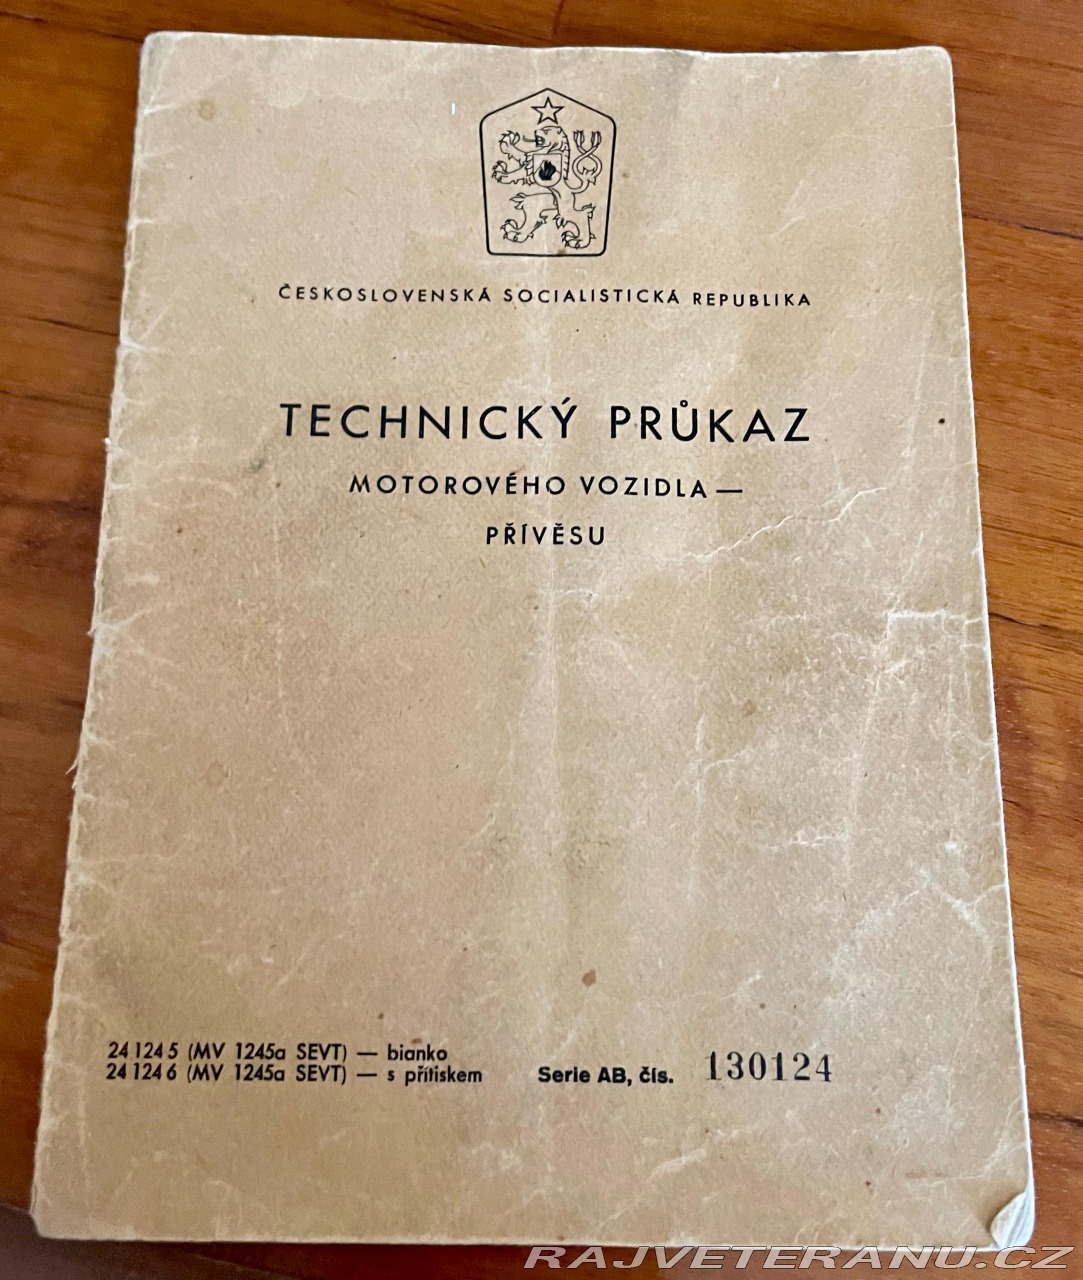 ČESKOSLOVENSKÁ SOCIALISTICKÁ REPUBLIKA
TECHNICKÝ PRŮKAZ
MOTOROVÉHO VOZIDLA —
PŘÍVĚSU
24 124 5 (MV 1245a SEVT) — bianko
24 124 6 (MV 1245a SEVT) — s přítiskem
Serie AB, čís. 130124
RAJVETERANU.CZ